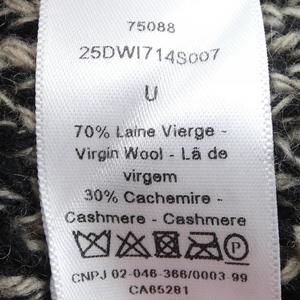 75088
25DWI714S007
U
70% Laine Vierge -
Virgin Wool - Lã de
virgem
30% Cachemire -
Cashmere - Cashmere
P
CNPJ 02-046-366/0003-99
CA65281